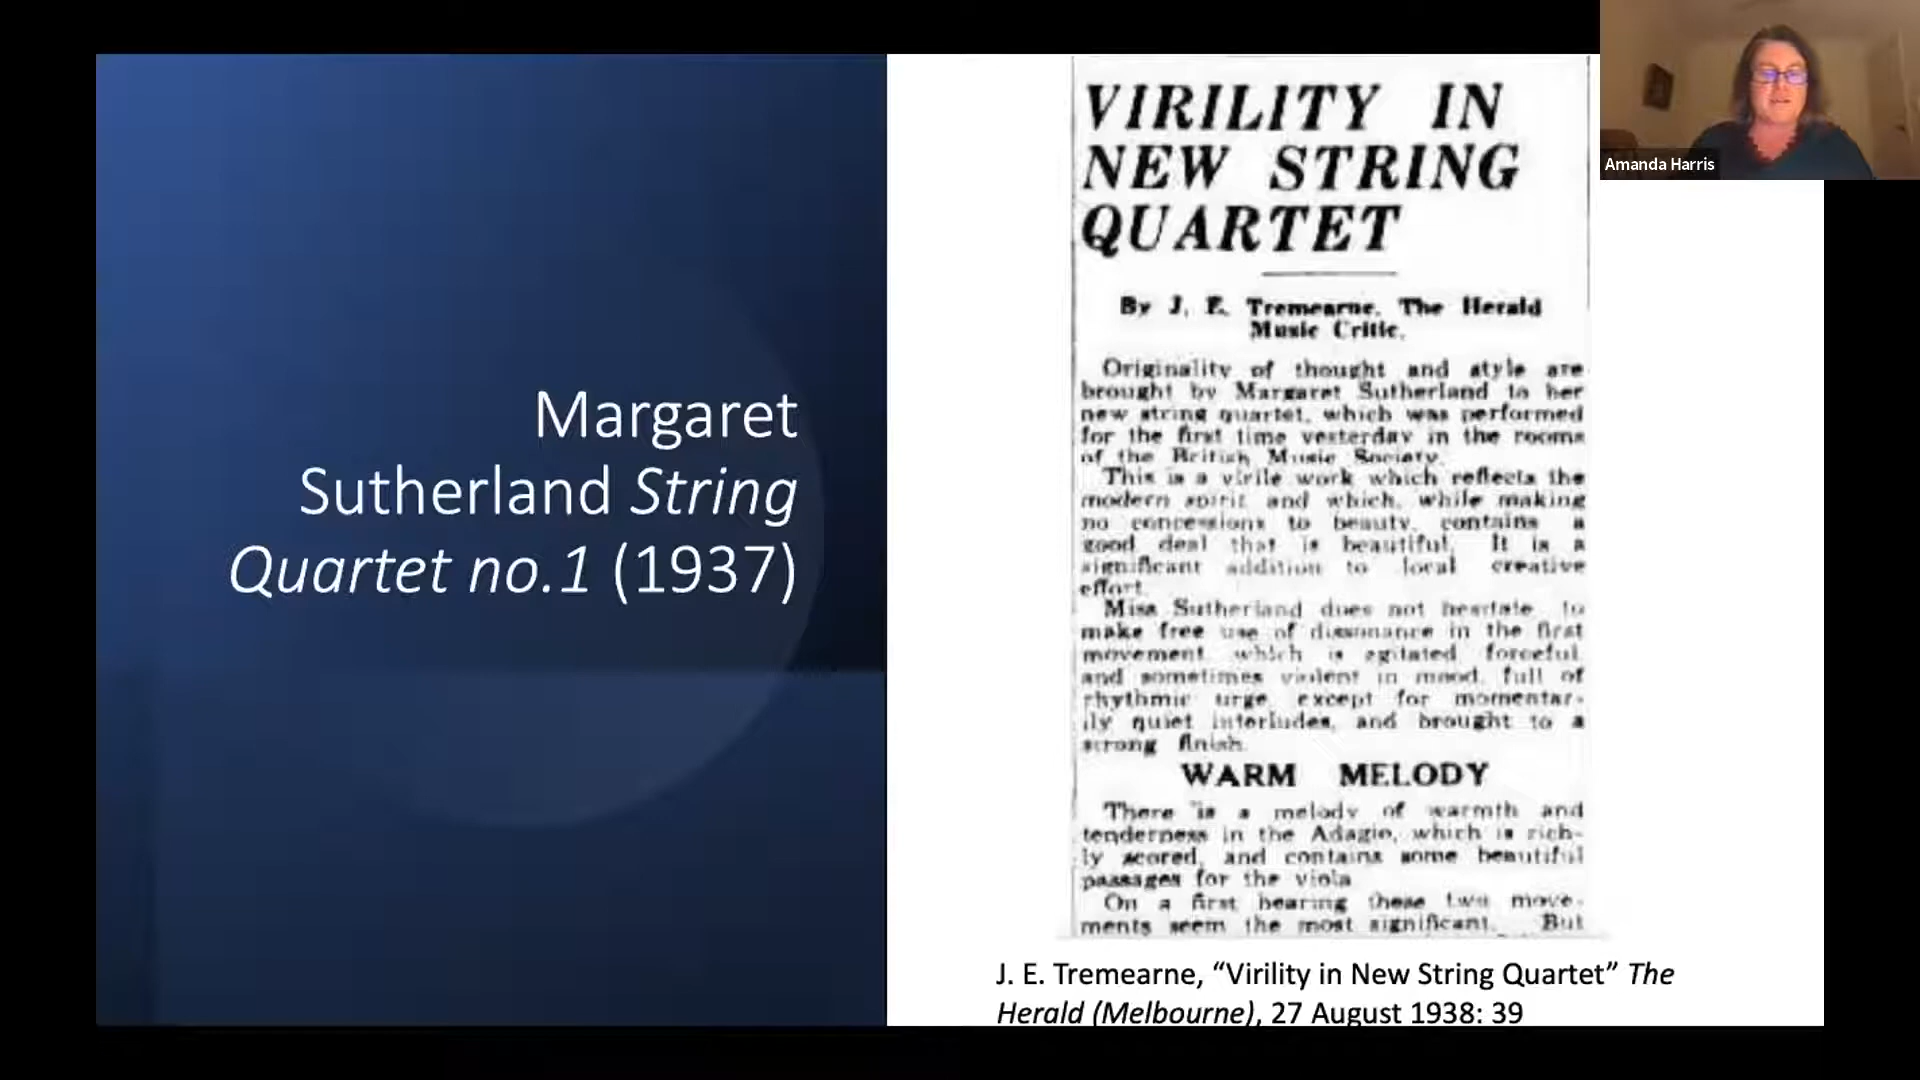 Margaret
Sutherland String
Quartet no.1 (1937)
VIRILITY IN
NEW STRING
QUARTET
By J. E. Tremearne, The Herald
Music Critic.
Originality of thought and style are
brought by Margaret Sutherland to her
new string quartet, which was performed
for the first time yesterday in the rooms
of the British Music Society.
This is a virile work which reflects the
modern spirit and which, while making
no concessions to beauty, contains a
good deal that is beautiful. It is a
significant addition to local creative
effort.
Miss Sutherland does not hesitate to
make free use of dissonance in the first
movement which is agitated forceful
and sometimes violent in mood, full of
rhythmic urge except for momentar-
ily quiet interludes, and brought to a
strong finish.
WARM MELODY
There is a melody of warmth and
tenderness in the Adagio, which is rich-
ly scored, and contains some beautiful
passages for the viola
On a first hearing these two move-
ments seem the most significant. But
J. E. Tremearne, “Virility in New String Quartet” The
Herald (Melbourne), 27 August 1938: 39
Amanda Harris